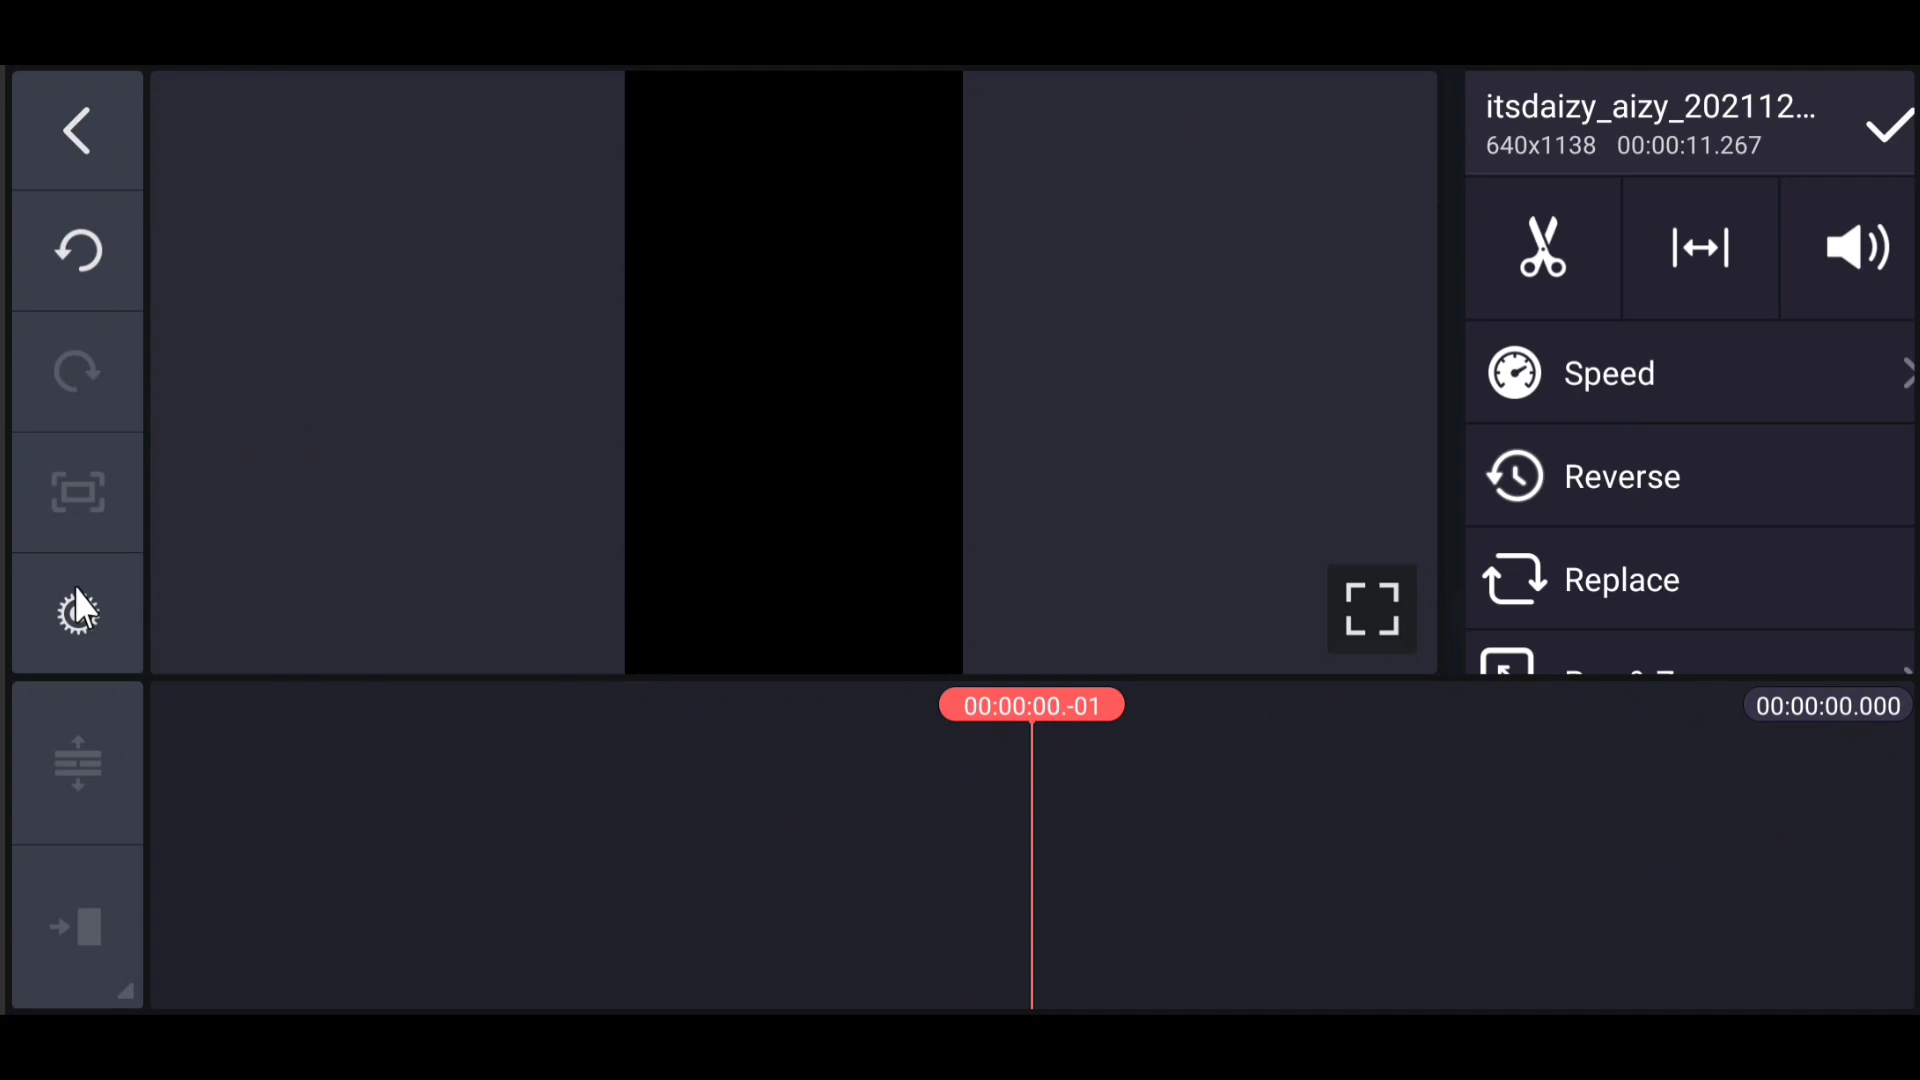 itsdaizy_aizy_202112...
640x1138 00:00:11.267
Speed
Reverse
Replace
00:00:00.-01
00:00:00.000